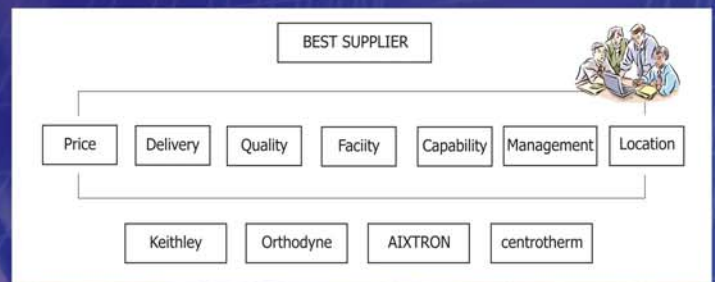 BEST SUPPLIER
Price Delivery Quality Faciity Capability Management Location
Keithley Orthodyne AIXTRON centrotherm